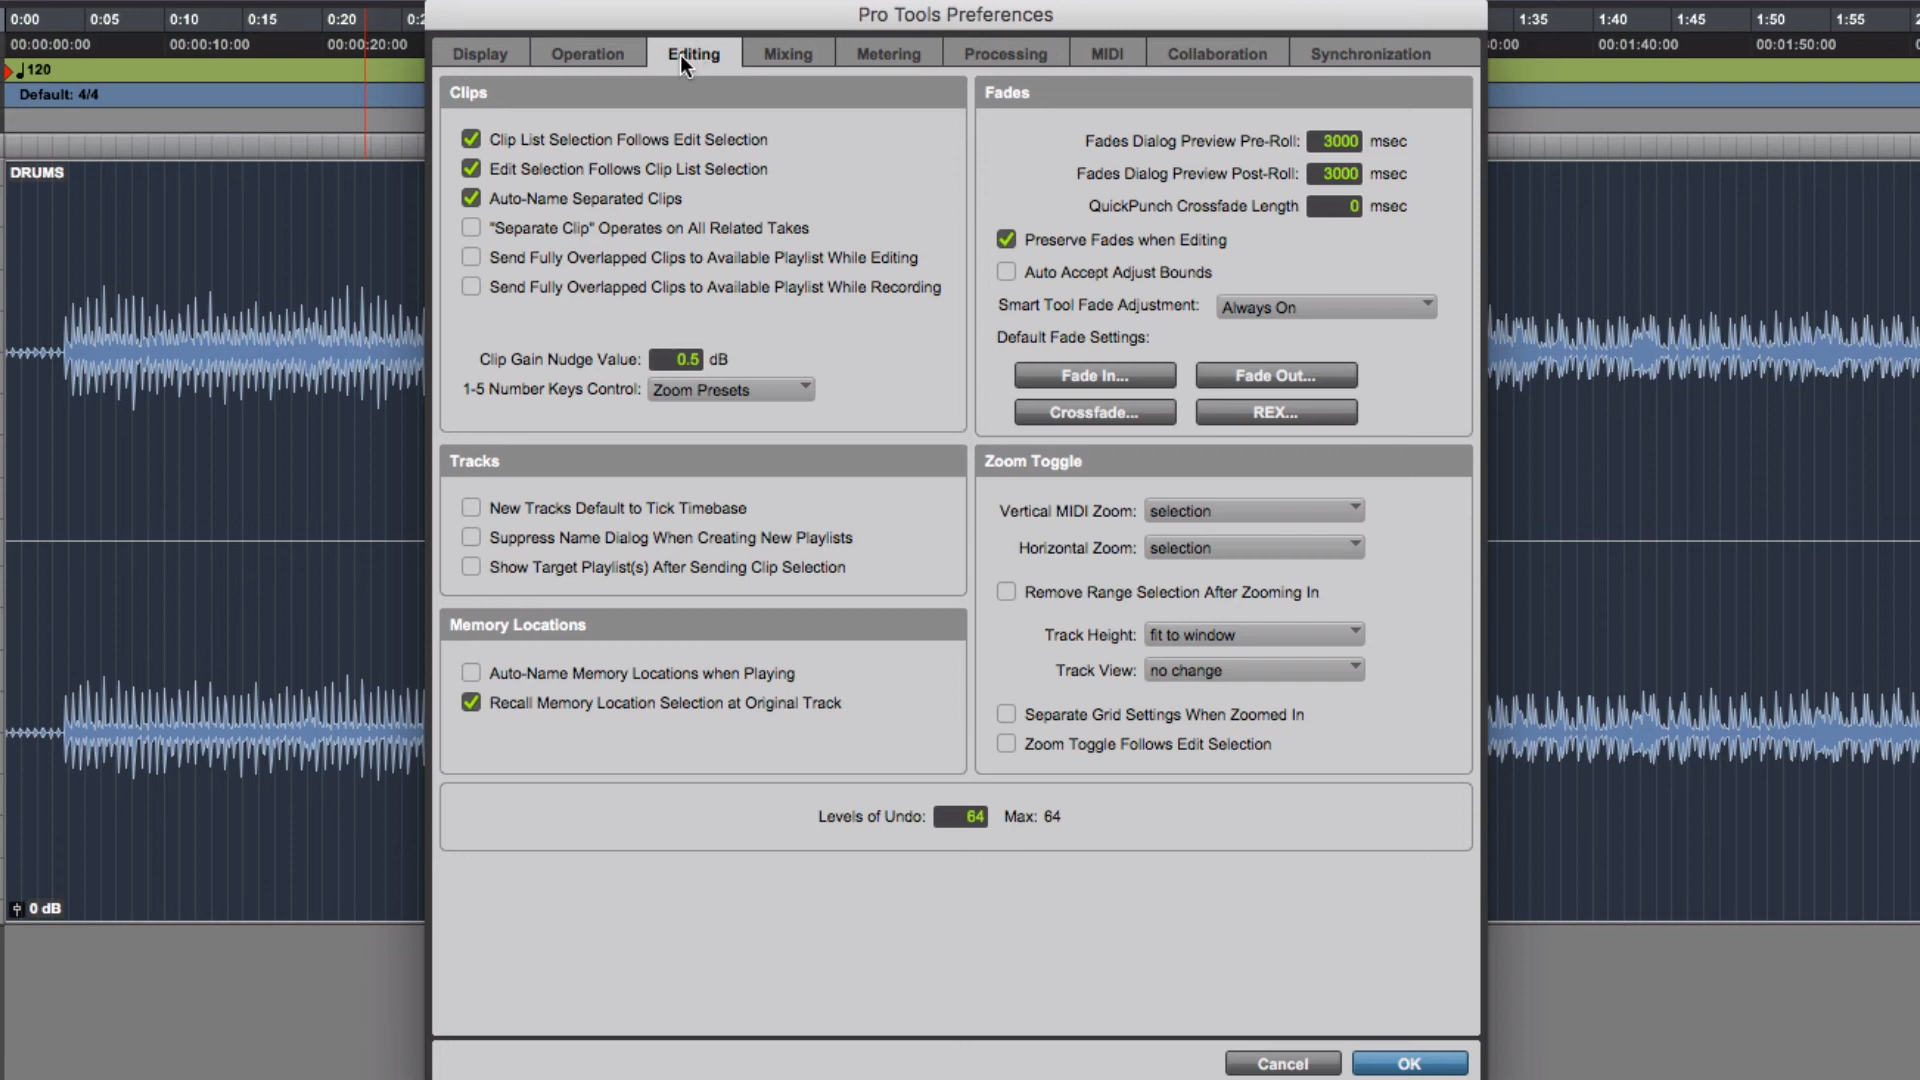 Pro Tools Preferences
0:00 0:05 0:10 0:15 0:20
1:35 1:40 1:45 1:50 1:55
00:00:00:00 00:00:10:00 00:00:20:00
00:01:40:00 00:01:50:00
120
Default: 4/4
DRUMS
0 dB
Display Operation Editing Mixing Metering Processing MIDI Collaboration Synchronization
Clips
Clip List Selection Follows Edit Selection
Edit Selection Follows Clip List Selection
Auto-Name Separated Clips
"Separate Clip" Operates on All Related Takes
Send Fully Overlapped Clips to Available Playlist While Editing
Send Fully Overlapped Clips to Available Playlist While Recording
Clip Gain Nudge Value: 0.5 dB
1-5 Number Keys Control: Zoom Presets
Fades
Fades Dialog Preview Pre-Roll: 3000 msec
Fades Dialog Preview Post-Roll: 3000 msec
QuickPunch Crossfade Length 0 msec
Preserve Fades when Editing
Auto Accept Adjust Bounds
Smart Tool Fade Adjustment: Always On
Default Fade Settings:
Fade In... Fade Out...
Crossfade... REX...
Tracks
New Tracks Default to Tick Timebase
Suppress Name Dialog When Creating New Playlists
Show Target Playlist(s) After Sending Clip Selection
Memory Locations
Auto-Name Memory Locations when Playing
Recall Memory Location Selection at Original Track
Zoom Toggle
Vertical MIDI Zoom: selection
Horizontal Zoom: selection
Remove Range Selection After Zooming In
Track Height: fit to window
Track View: no change
Separate Grid Settings When Zoomed In
Zoom Toggle Follows Edit Selection
Levels of Undo: 64 Max: 64
Cancel OK